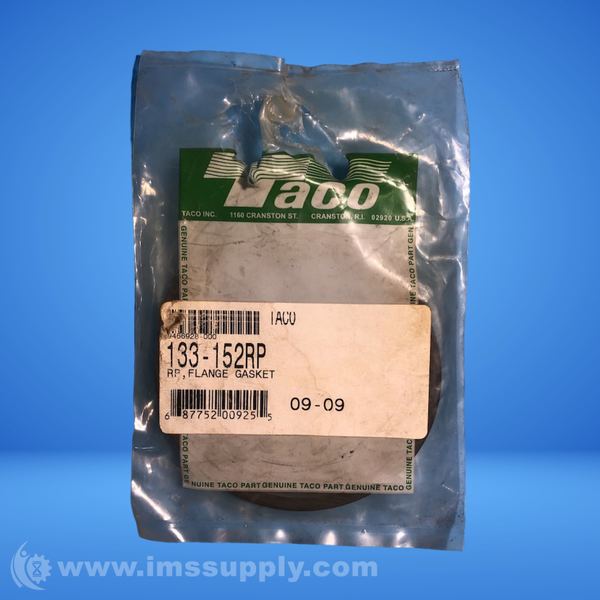 Taco
TACO INC. 1160 CRANSTON ST. CRANSTON, R.I. 02920 U.S.
GENUINE TACO PART GENUINE
TACO
133-152RP
RP, FLANGE GASKET
6 87752 00925 5
09-09
NUINE TACO PART GENUINE TACO PART GENUINE TACO
www.imssupply.com